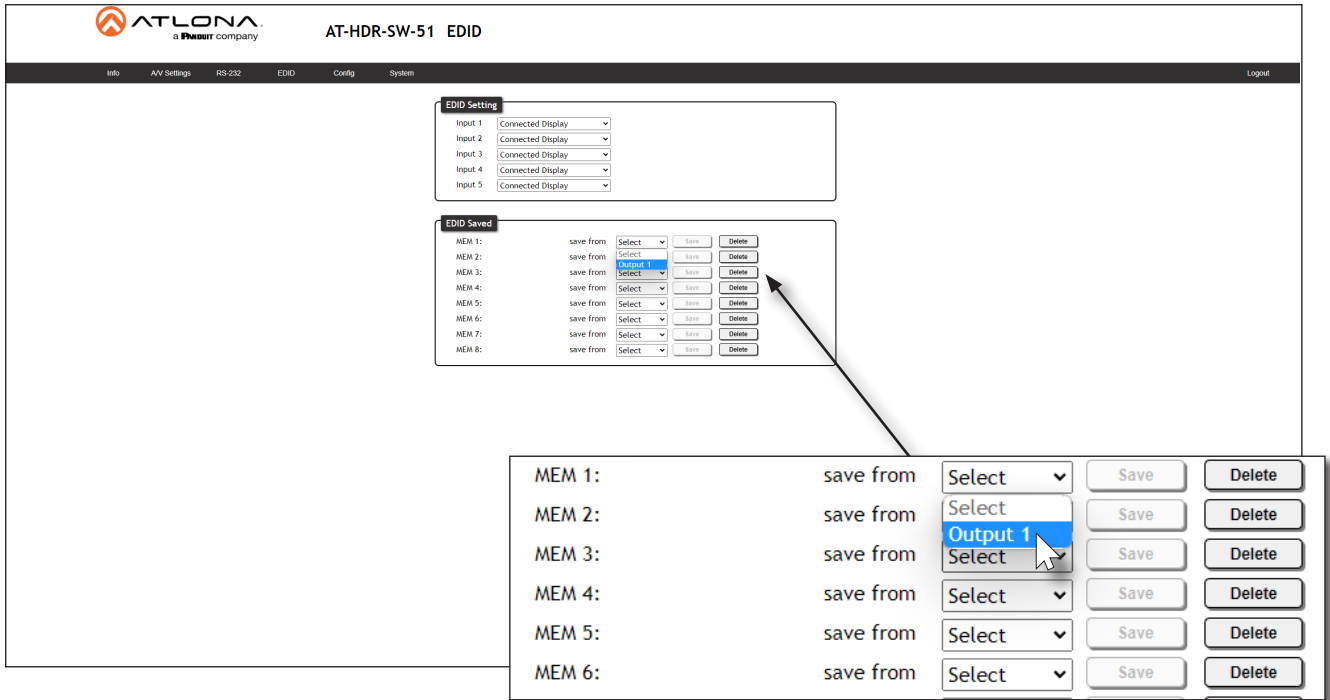 ATLONA.
a PANDUIT company
AT-HDR-SW-51 EDID
Info A/V Settings RS-232 EDID Config System Logout
EDID Setting
Input 1 Connected Display
Input 2 Connected Display
Input 3 Connected Display
Input 4 Connected Display
Input 5 Connected Display
EDID Saved
MEM 1: save from Select Save Delete
MEM 2: save from Select Save Delete
Output 1
MEM 3: save from Select Save Delete
MEM 4: save from Select Save Delete
MEM 5: save from Select Save Delete
MEM 6: save from Select Save Delete
MEM 7: save from Select Save Delete
MEM 8: save from Select Save Delete
MEM 1: save from Select Save Delete
MEM 2: save from Select Save Delete
Output 1
MEM 3: save from Select Save Delete
MEM 4: save from Select Save Delete
MEM 5: save from Select Save Delete
MEM 6: save from Select Save Delete